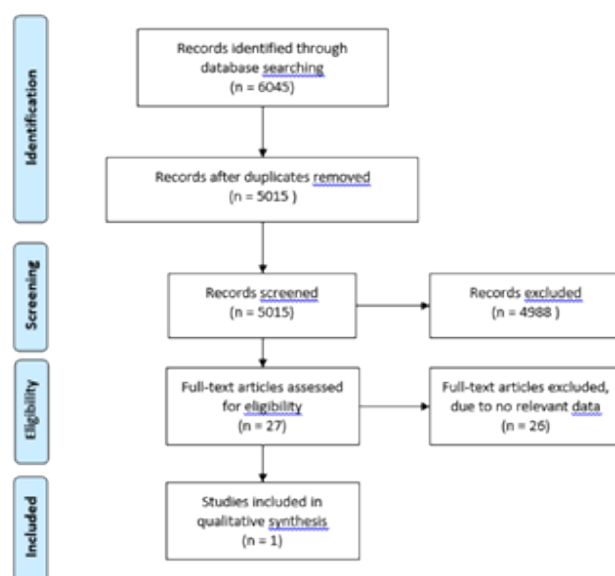 Identification
Records identified through
database searching
(n = 6045)
Records after duplicates removed
(n = 5015 )
Screening
Records screened
(n = 5015)
Records excluded
(n = 4988 )
Eligibility
Full-text articles assessed
for eligibility
(n = 27)
Full-text articles excluded,
due to no relevant data
(n = 26)
Included
Studies included in
qualitative synthesis
(n = 1)